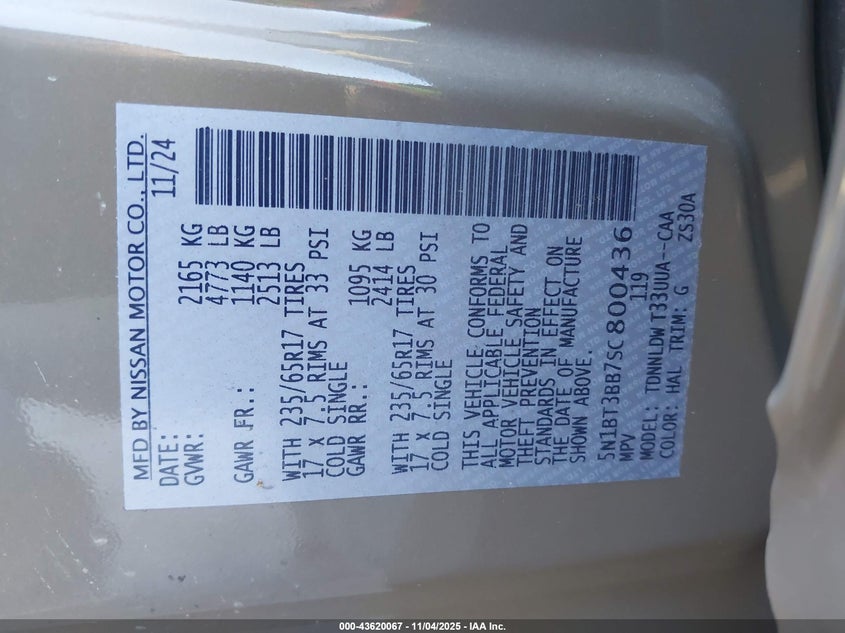 MFD BY NISSAN MOTOR CO., LTD.
DATE: 11/24
GVWR: 2165 KG
4773 LB
GAWR FR.: 1140 KG
2513 LB
WITH 235/65R17 TIRES
17 X 7.5 RIMS AT 33 PSI
COLD SINGLE
GAWR RR.: 1095 KG
2414 LB
WITH 235/65R17 TIRES
17 X 7.5 RIMS AT 30 PSI
COLD SINGLE
THIS VEHICLE CONFORMS TO
ALL APPLICABLE FEDERAL
MOTOR VEHICLE SAFETY AND
THEFT PREVENTION
STANDARDS IN EFFECT ON
THE DATE OF MANUFACTURE
SHOWN ABOVE.
5N1BT3BB7SC800436
MPV 119
MODEL: TDNNLDW T33UUA--CAA
COLOR: HAL TRIM: G ZS30A
000-43620067 - 11/04/2025 - IAA Inc.